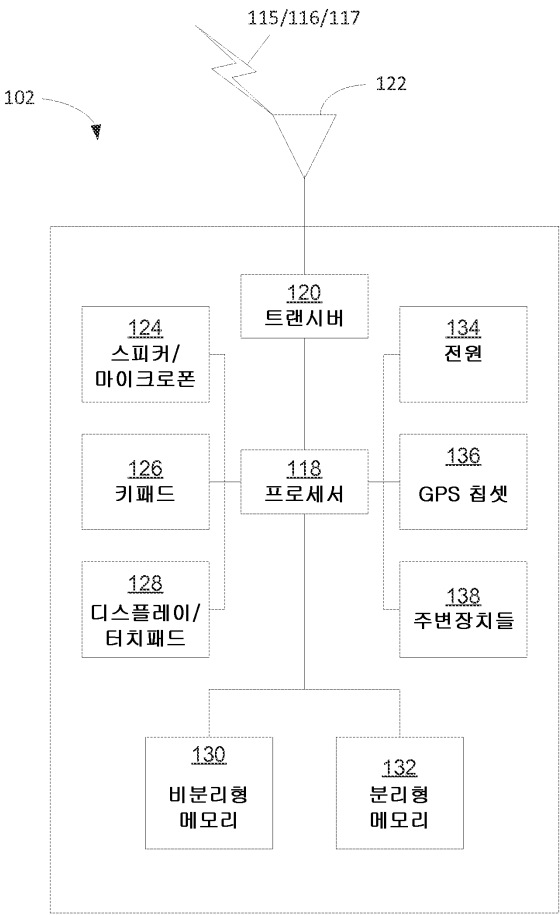 115/116/117
122
102
120
트랜시버
124
스피커/
마이크로폰
134
전원
126
키패드
118
프로세서
136
GPS 칩셋
128
디스플레이/
터치패드
138
주변장치들
130
비분리형
메모리
132
분리형
메모리